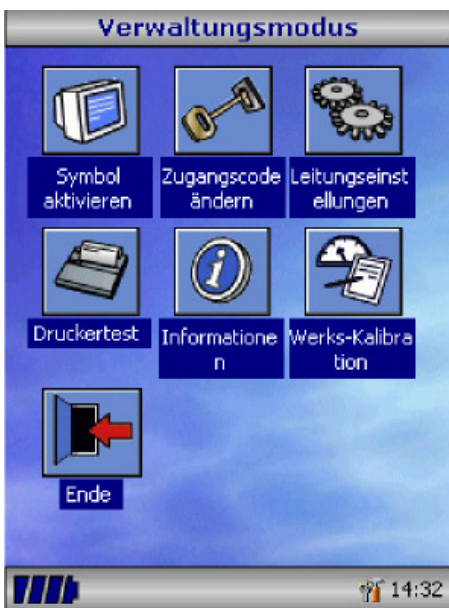 Verwaltungsmodus
Symbol
aktivieren
Zugangscode
ändern
Leitungseinst
ellungen
Druckertest
Informatione
n
Werks-Kalibra
tion
Ende
14:32